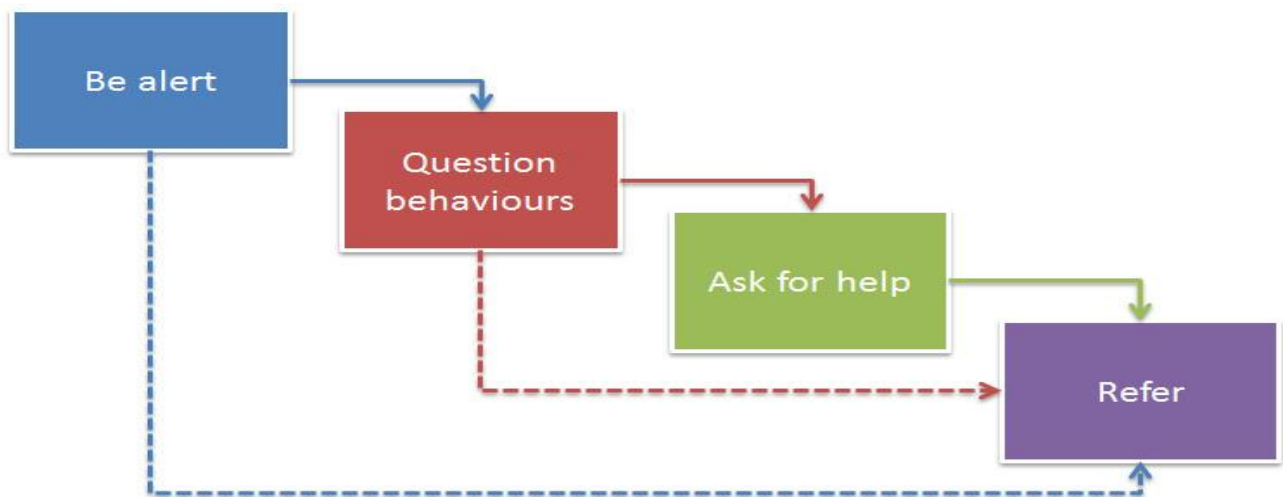 Be alert
Question
behaviours
Ask for help
Refer